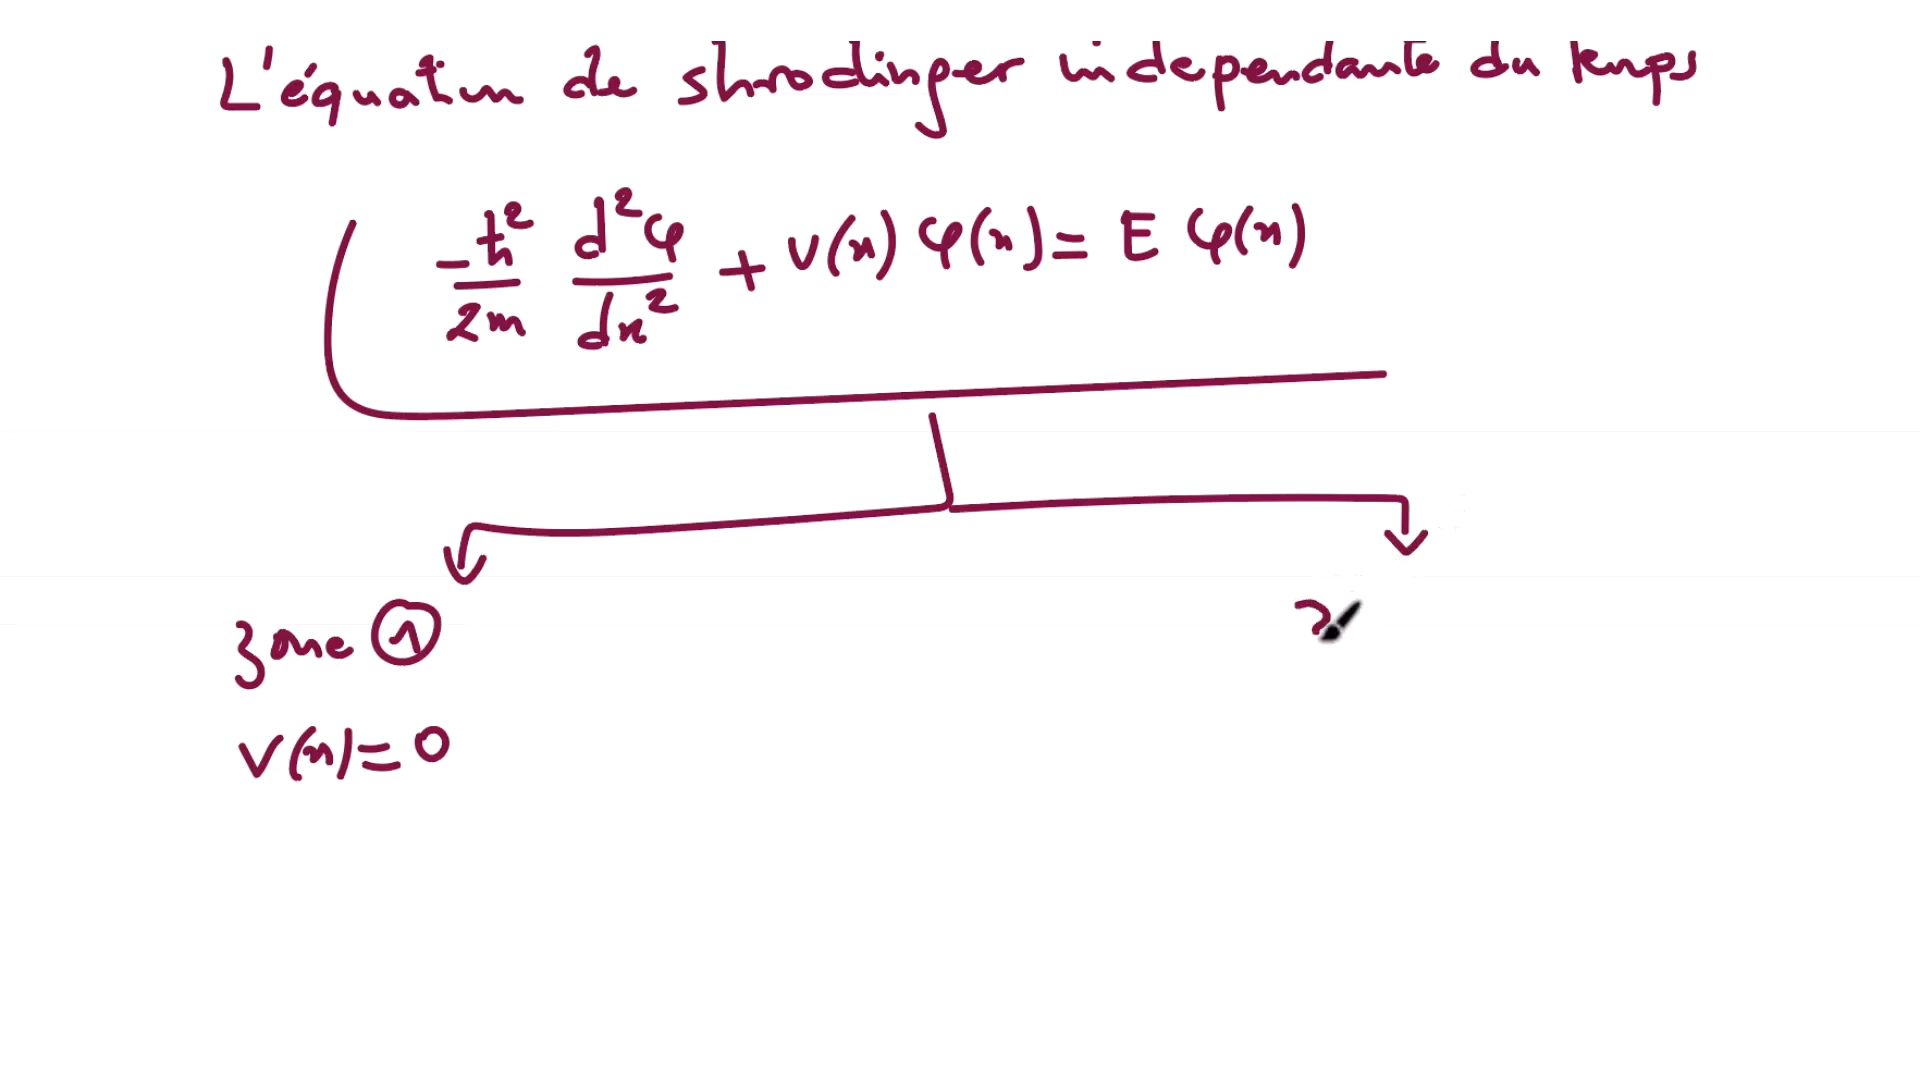 L'équation de shrodinger independante du temps
-ħ²/2m d²φ/dx² + V(x) φ(x) = E φ(x)
zone ①
V(x) = 0